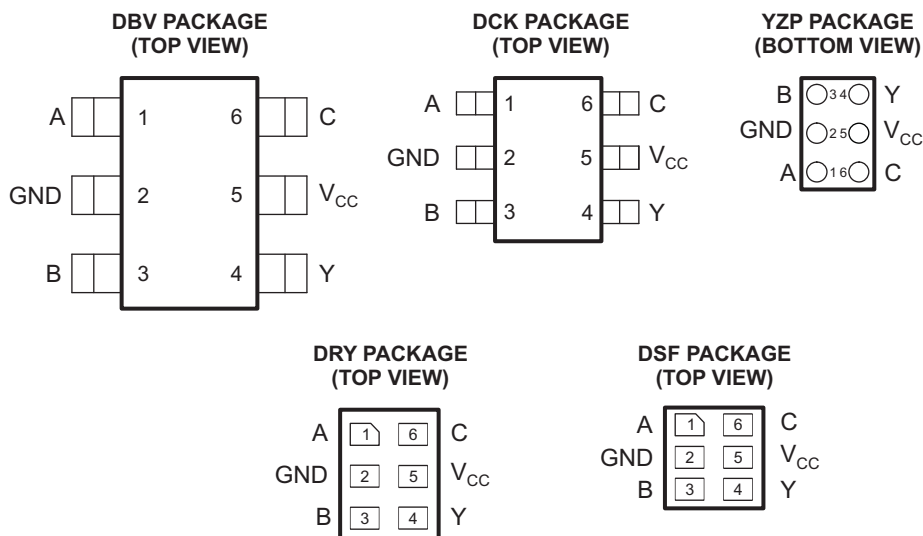 DBV PACKAGE
(TOP VIEW)
A 1 6 C
GND 2 5 VCC
B 3 4 Y
DCK PACKAGE
(TOP VIEW)
A 1 6 C
GND 2 5 VCC
B 3 4 Y
YZP PACKAGE
(BOTTOM VIEW)
B 3 4 Y
GND 2 5 VCC
A 1 6 C
DRY PACKAGE
(TOP VIEW)
A 1 6 C
GND 2 5 VCC
B 3 4 Y
DSF PACKAGE
(TOP VIEW)
A 1 6 C
GND 2 5 VCC
B 3 4 Y